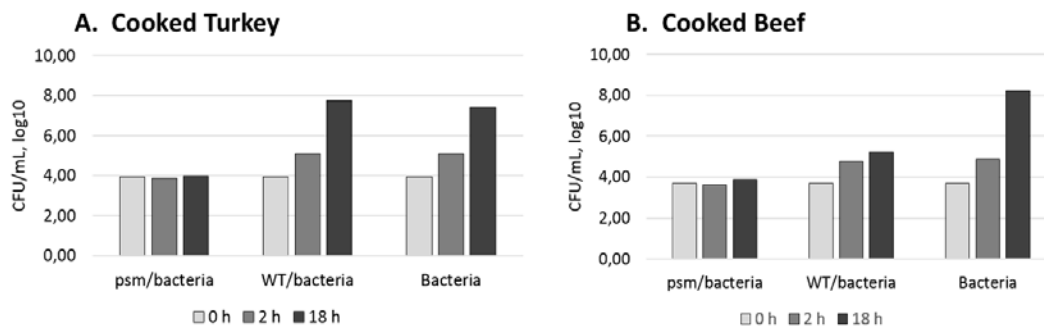 A. Cooked Turkey
10,00
8,00
6,00
4,00
2,00
0,00
CFU/mL, log10
psm/bacteria WT/bacteria Bacteria
0 h 2 h 18 h
B. Cooked Beef
10,00
8,00
6,00
4,00
2,00
0,00
CFU/mL, log10
psm/bacteria WT/bacteria Bacteria
0 h 2 h 18 h